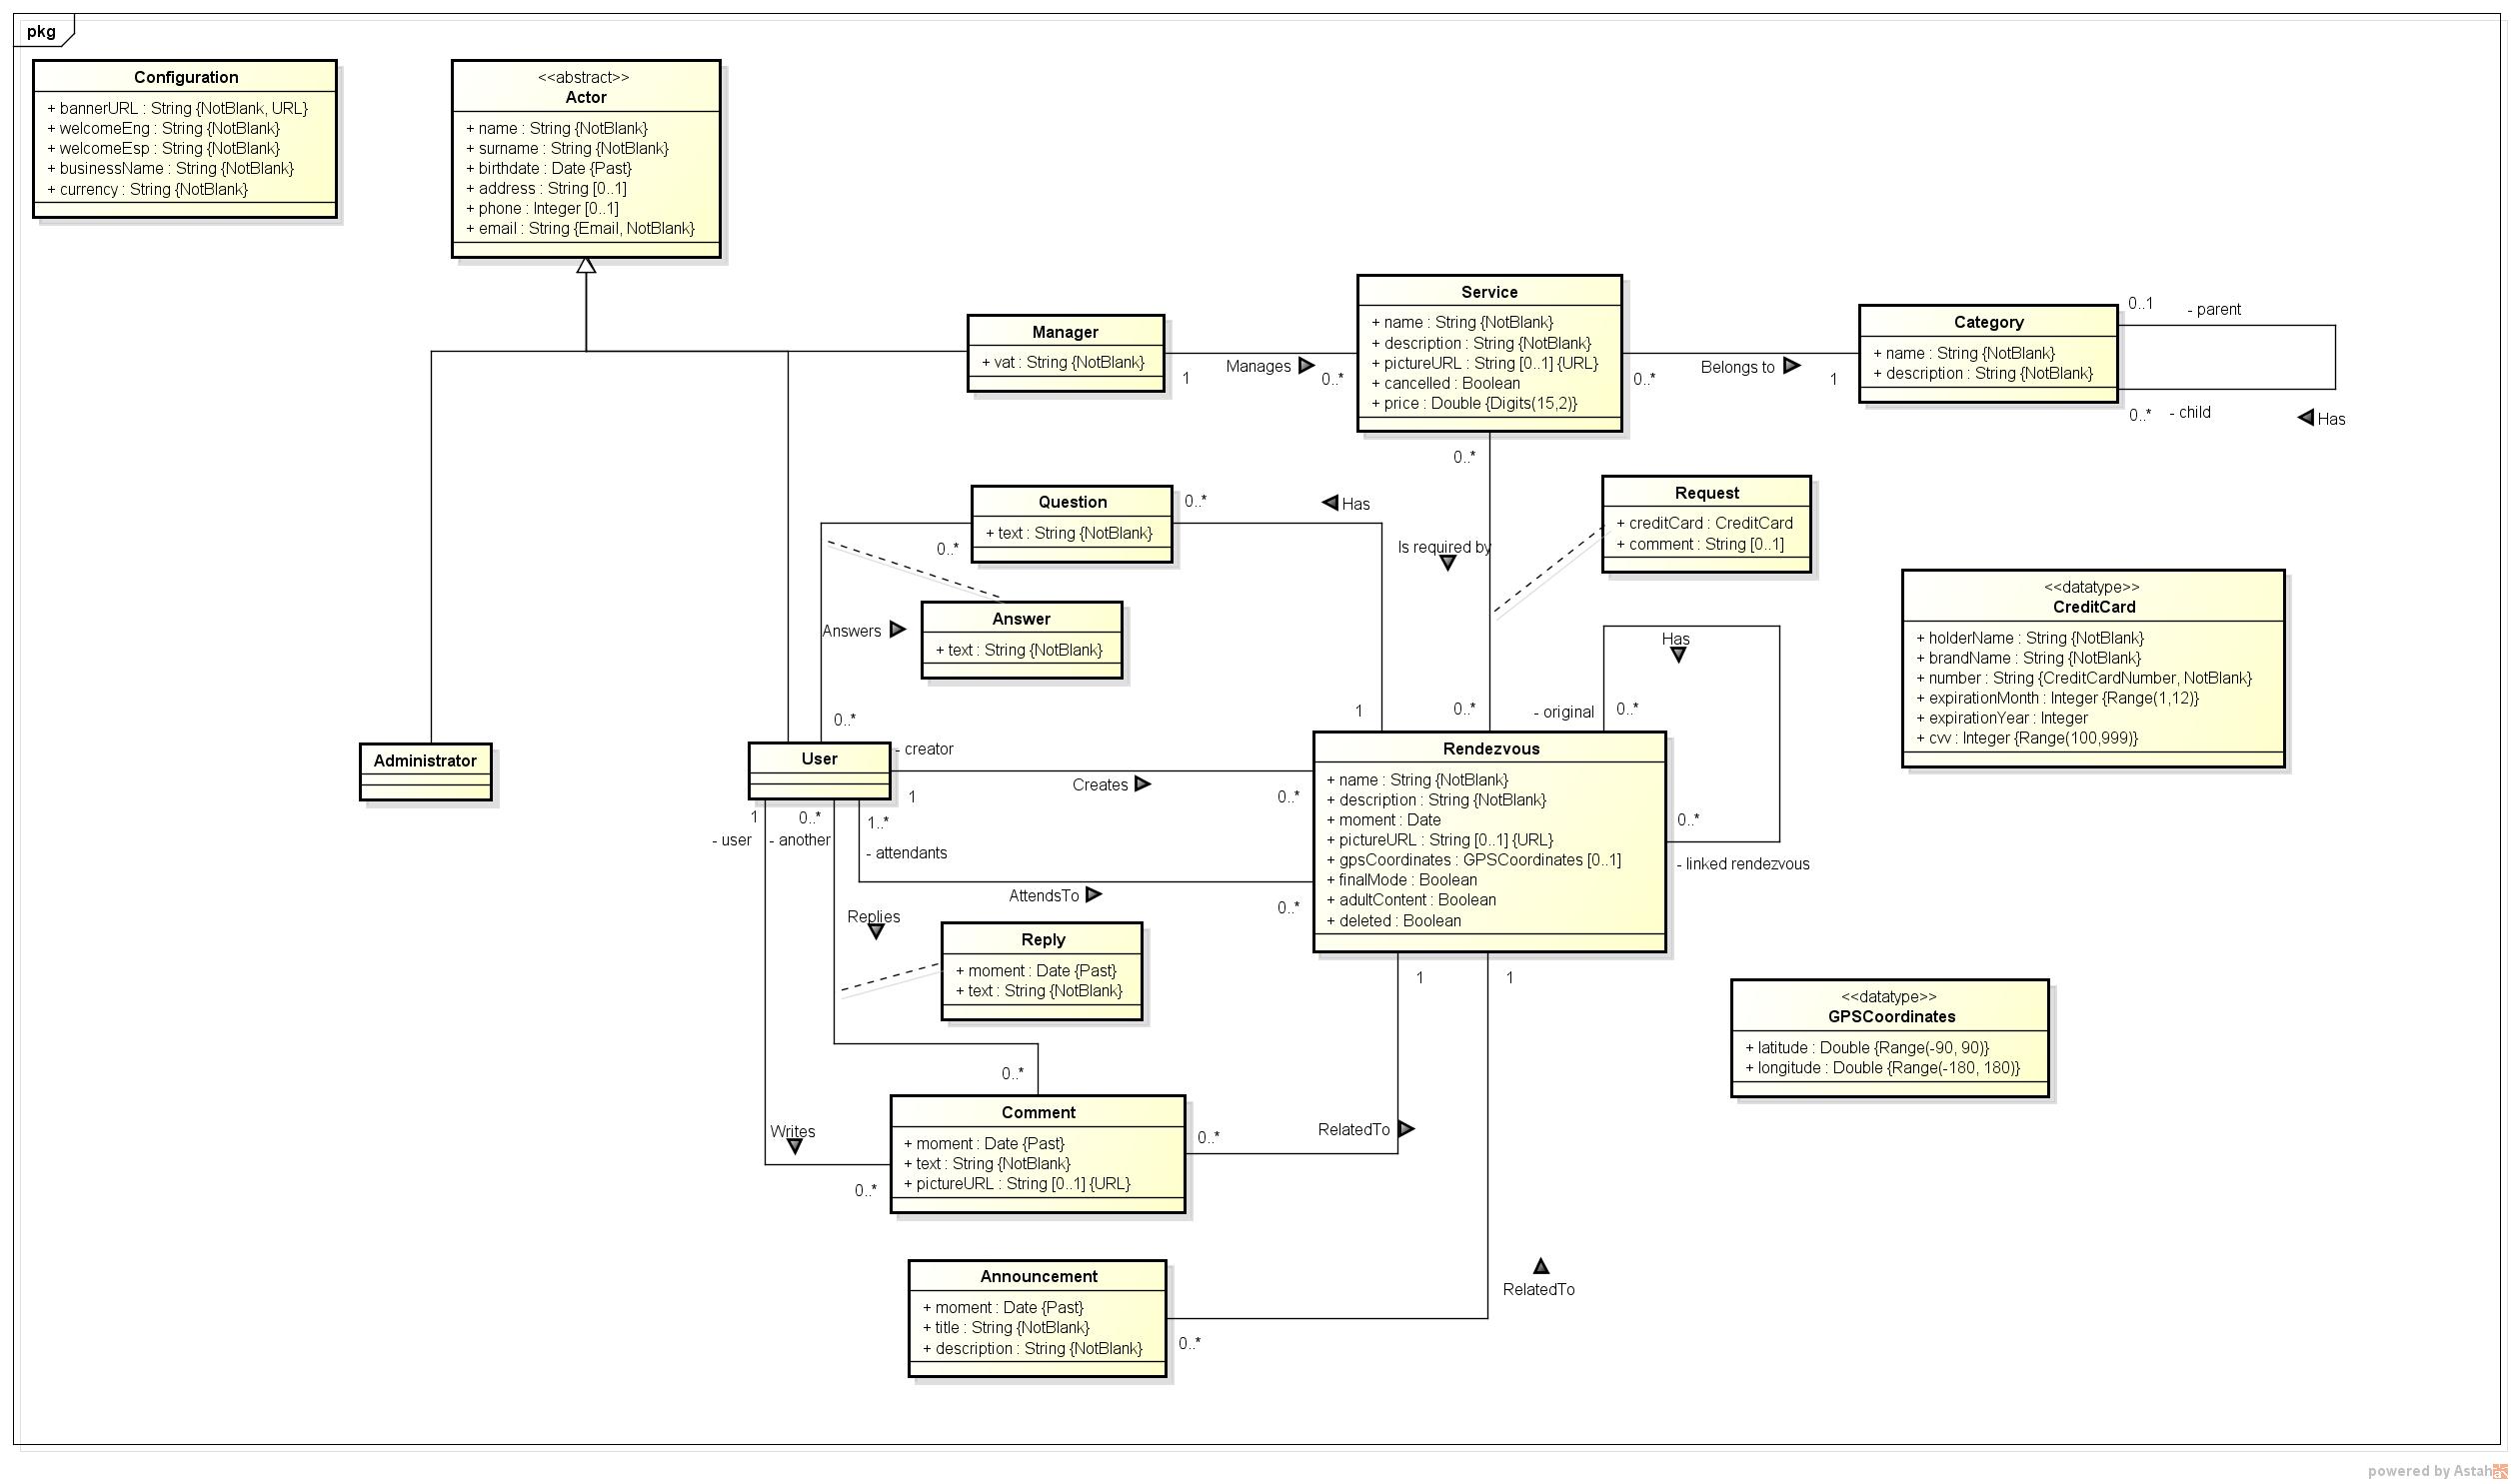 pkg
Configuration
+ bannerURL : String {NotBlank, URL}
+ welcomeEng : String {NotBlank}
+ welcomeEsp : String {NotBlank}
+ businessName : String {NotBlank}
+ currency : String {NotBlank}
<<abstract>>
Actor
+ name : String {NotBlank}
+ surname : String {NotBlank}
+ birthdate : Date {Past}
+ address : String [0..1]
+ phone : Integer [0..1]
+ email : String {Email, NotBlank}
Manager
+ vat : String {NotBlank}
1
Manages
0..*
Service
+ name : String {NotBlank}
+ description : String {NotBlank}
+ pictureURL : String [0..1] {URL}
+ cancelled : Boolean
+ price : Double {Digits(15,2)}
0..*
Belongs to
1
Category
+ name : String {NotBlank}
+ description : String {NotBlank}
0..1
- parent
0..*
- child
Has
0..*
Question
+ text : String {NotBlank}
0..*
Has
0..*
Is required by
Request
+ creditCard : CreditCard
+ comment : String [0..1]
Answers
Answer
+ text : String {NotBlank}
0..*
1
0..*
- original
0..*
Has
<<datatype>>
CreditCard
+ holderName : String {NotBlank}
+ brandName : String {NotBlank}
+ number : String {CreditCardNumber, NotBlank}
+ expirationMonth : Integer {Range(1,12)}
+ expirationYear : Integer
+ cvv : Integer {Range(100,999)}
Administrator
User
- creator
1
Creates
0..*
Rendezvous
+ name : String {NotBlank}
+ description : String {NotBlank}
+ moment : Date
+ pictureURL : String [0..1] {URL}
+ gpsCoordinates : GPSCoordinates [0..1]
+ finalMode : Boolean
+ adultContent : Boolean
+ deleted : Boolean
0..*
- linked rendezvous
1
- user
0..*
- another
1..*
- attendants
AttendsTo
0..*
Replies
Reply
+ moment : Date {Past}
+ text : String {NotBlank}
1
1
<<datatype>>
GPSCoordinates
+ latitude : Double {Range(-90, 90)}
+ longitude : Double {Range(-180, 180)}
0..*
Writes
0..*
Comment
+ moment : Date {Past}
+ text : String {NotBlank}
+ pictureURL : String [0..1] {URL}
0..*
RelatedTo
Announcement
+ moment : Date {Past}
+ title : String {NotBlank}
+ description : String {NotBlank}
0..*
RelatedTo
powered by Astah